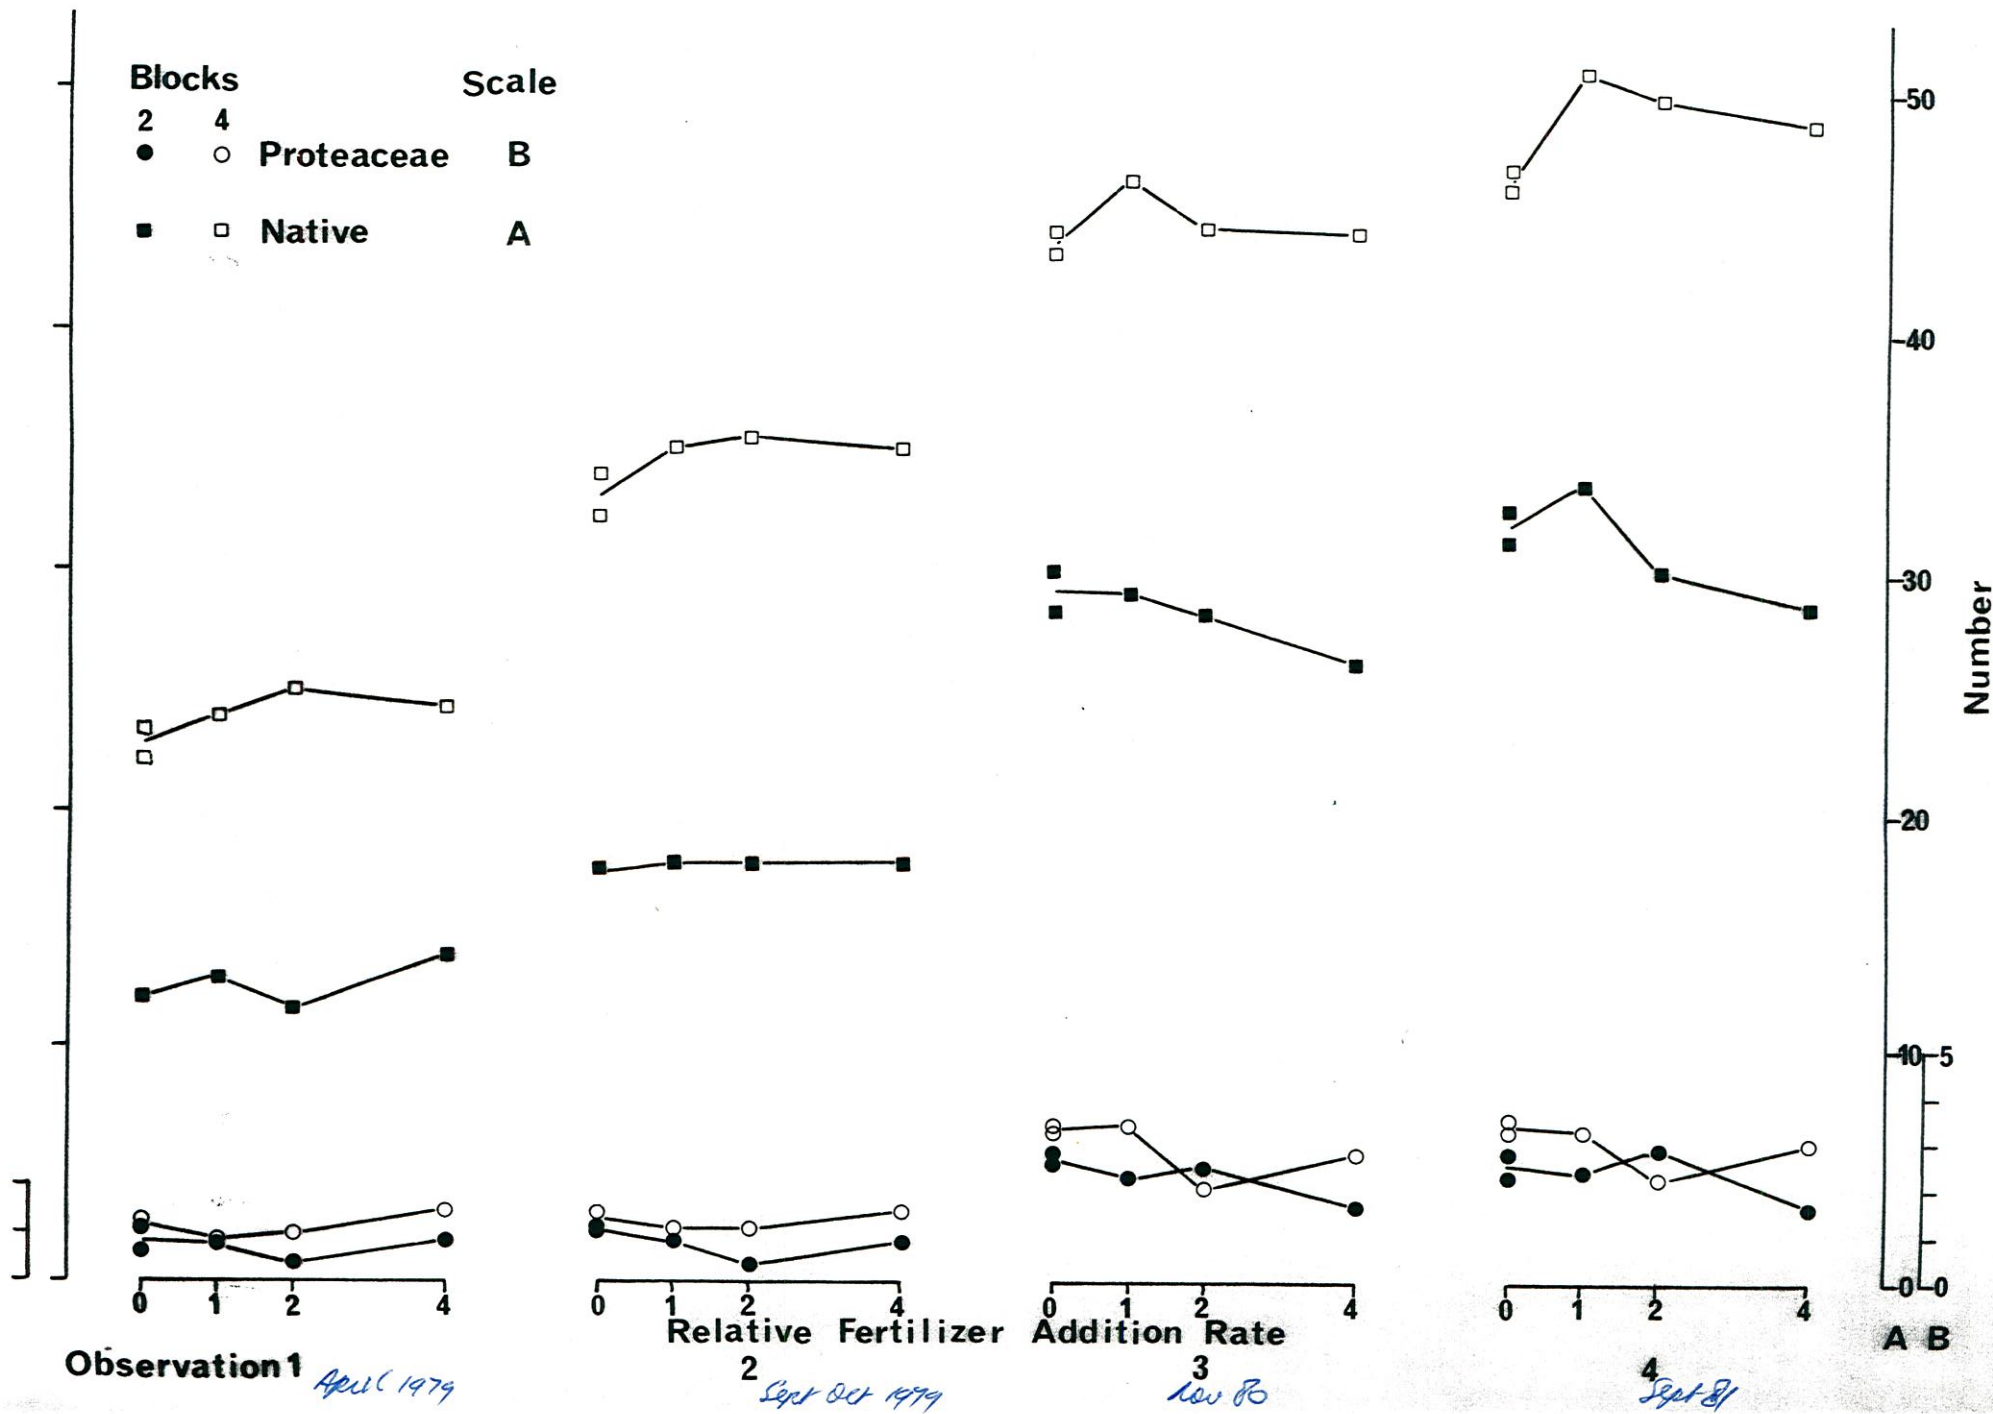 Blocks Scale
2 4
Proteaceae B
Native A
50
40
30
20
10 5
0 0
A B
Number
0 1 2 4 0 1 2 4 0 1 2 4 0 1 2 4
Relative Fertilizer Addition Rate
Observation 1 2 3 4
April 1979 Sept Oct 1979 Nov 80 Sept 81